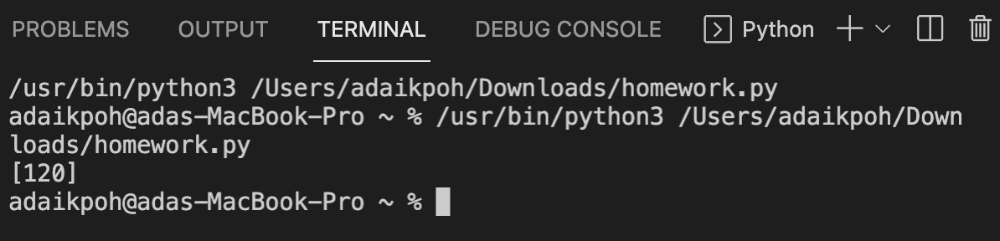 PROBLEMS OUTPUT TERMINAL DEBUG CONSOLE Python
/usr/bin/python3 /Users/adaikpoh/Downloads/homework.py
adaikpoh@adas-MacBook-Pro ~ % /usr/bin/python3 /Users/adaikpoh/Down
loads/homework.py
[120]
adaikpoh@adas-MacBook-Pro ~ %